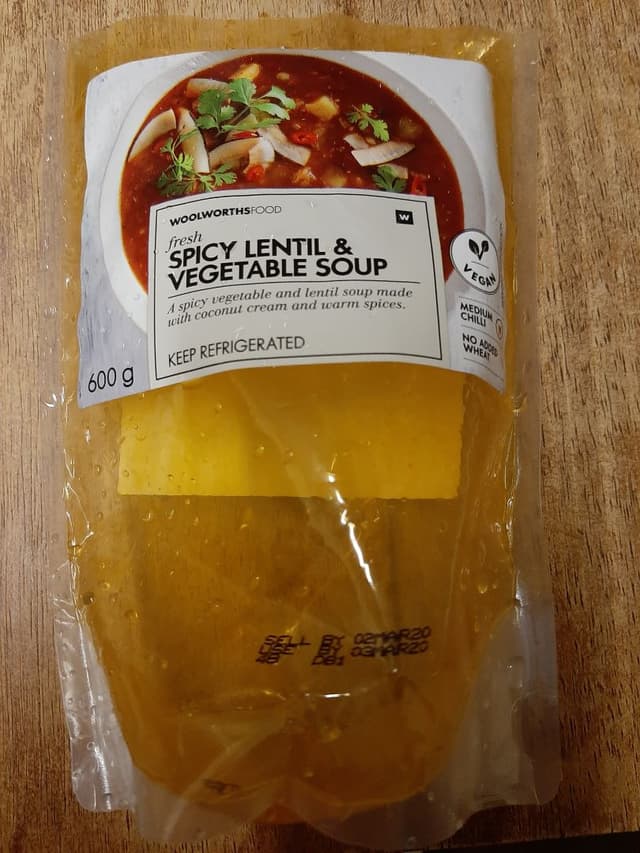 WOOLWORTHSFOOD
W
fresh
SPICY LENTIL &
VEGETABLE SOUP
A spicy vegetable and lentil soup made
with coconut cream and warm spices.
KEEP REFRIGERATED
VEGAN
MEDIUM
CHILLI
NO ADDED
WHEAT
600 g
SELL BY 02MAR20
USE BY 03MAR20
DB1